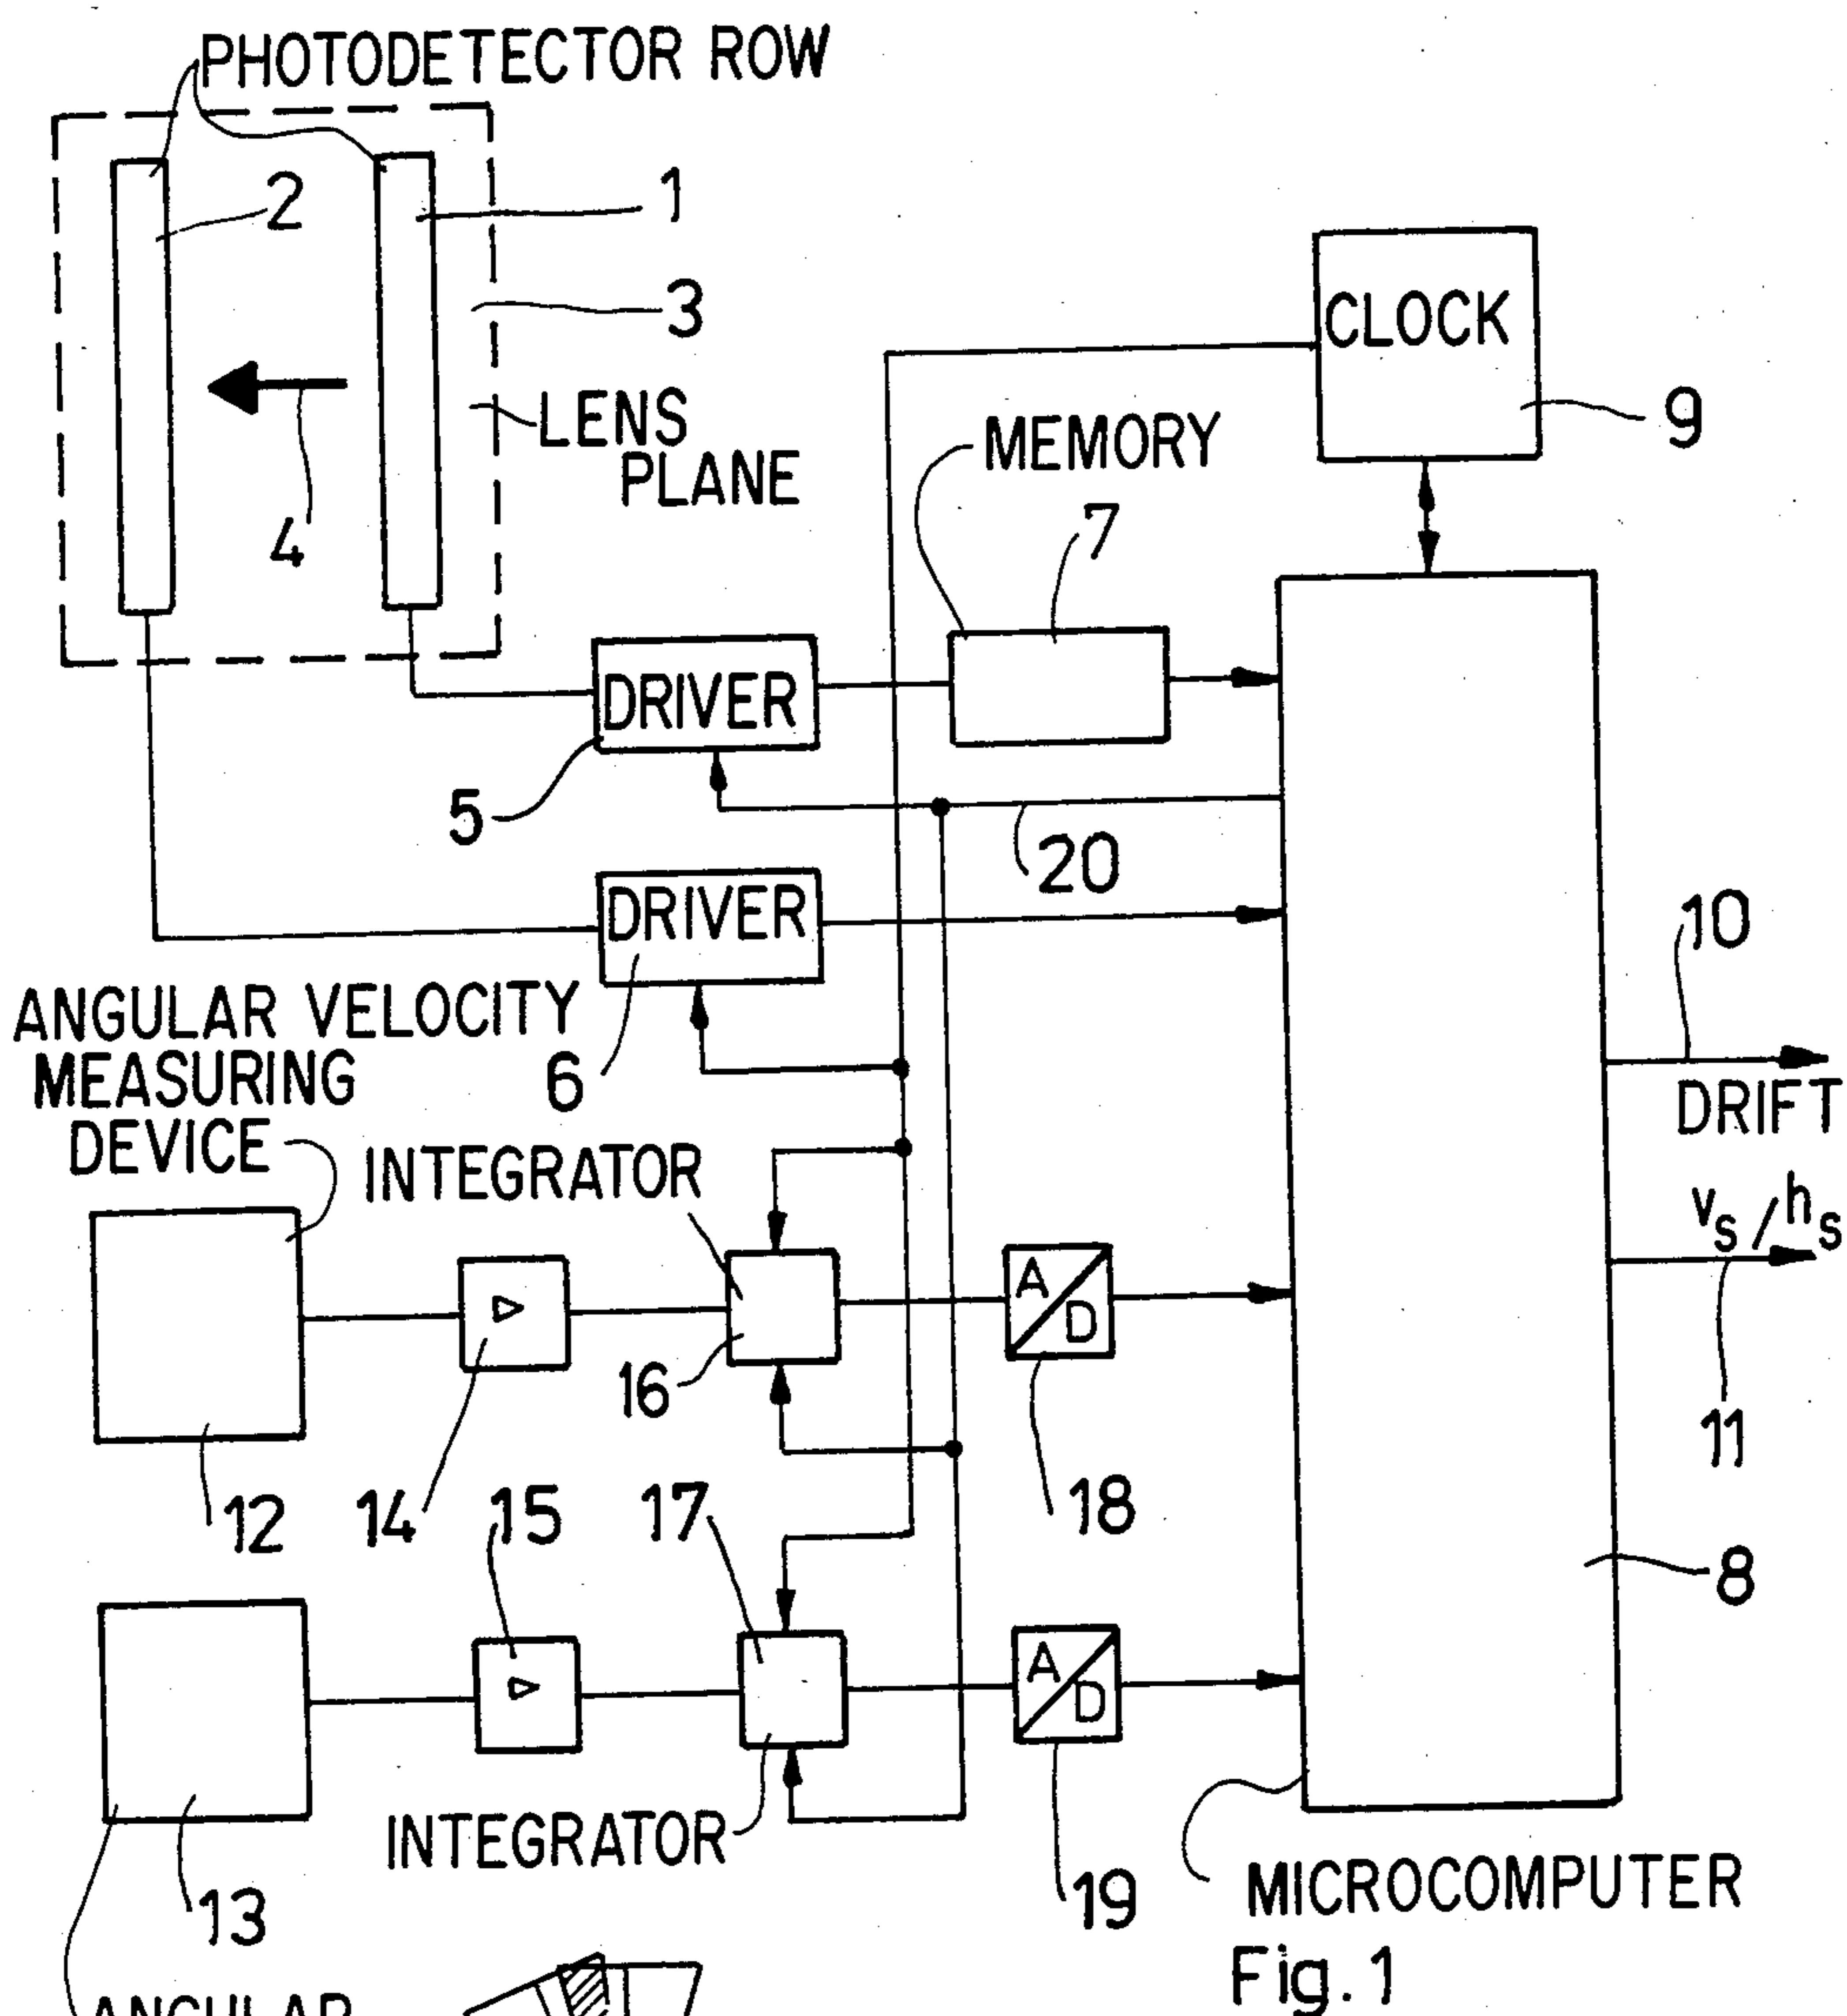 PHOTODETECTOR ROW
2
1
3
CLOCK
LENS
PLANE
9
MEMORY
4
7
DRIVER
5
20
DRIVER
10
ANGULAR VELOCITY
MEASURING
DEVICE
6
DRIFT
INTEGRATOR
vs/hs
A/D
16
11
12
14
15
17
18
8
A/D
INTEGRATOR
13
19
MICROCOMPUTER
Fig. 1
ANGULAR